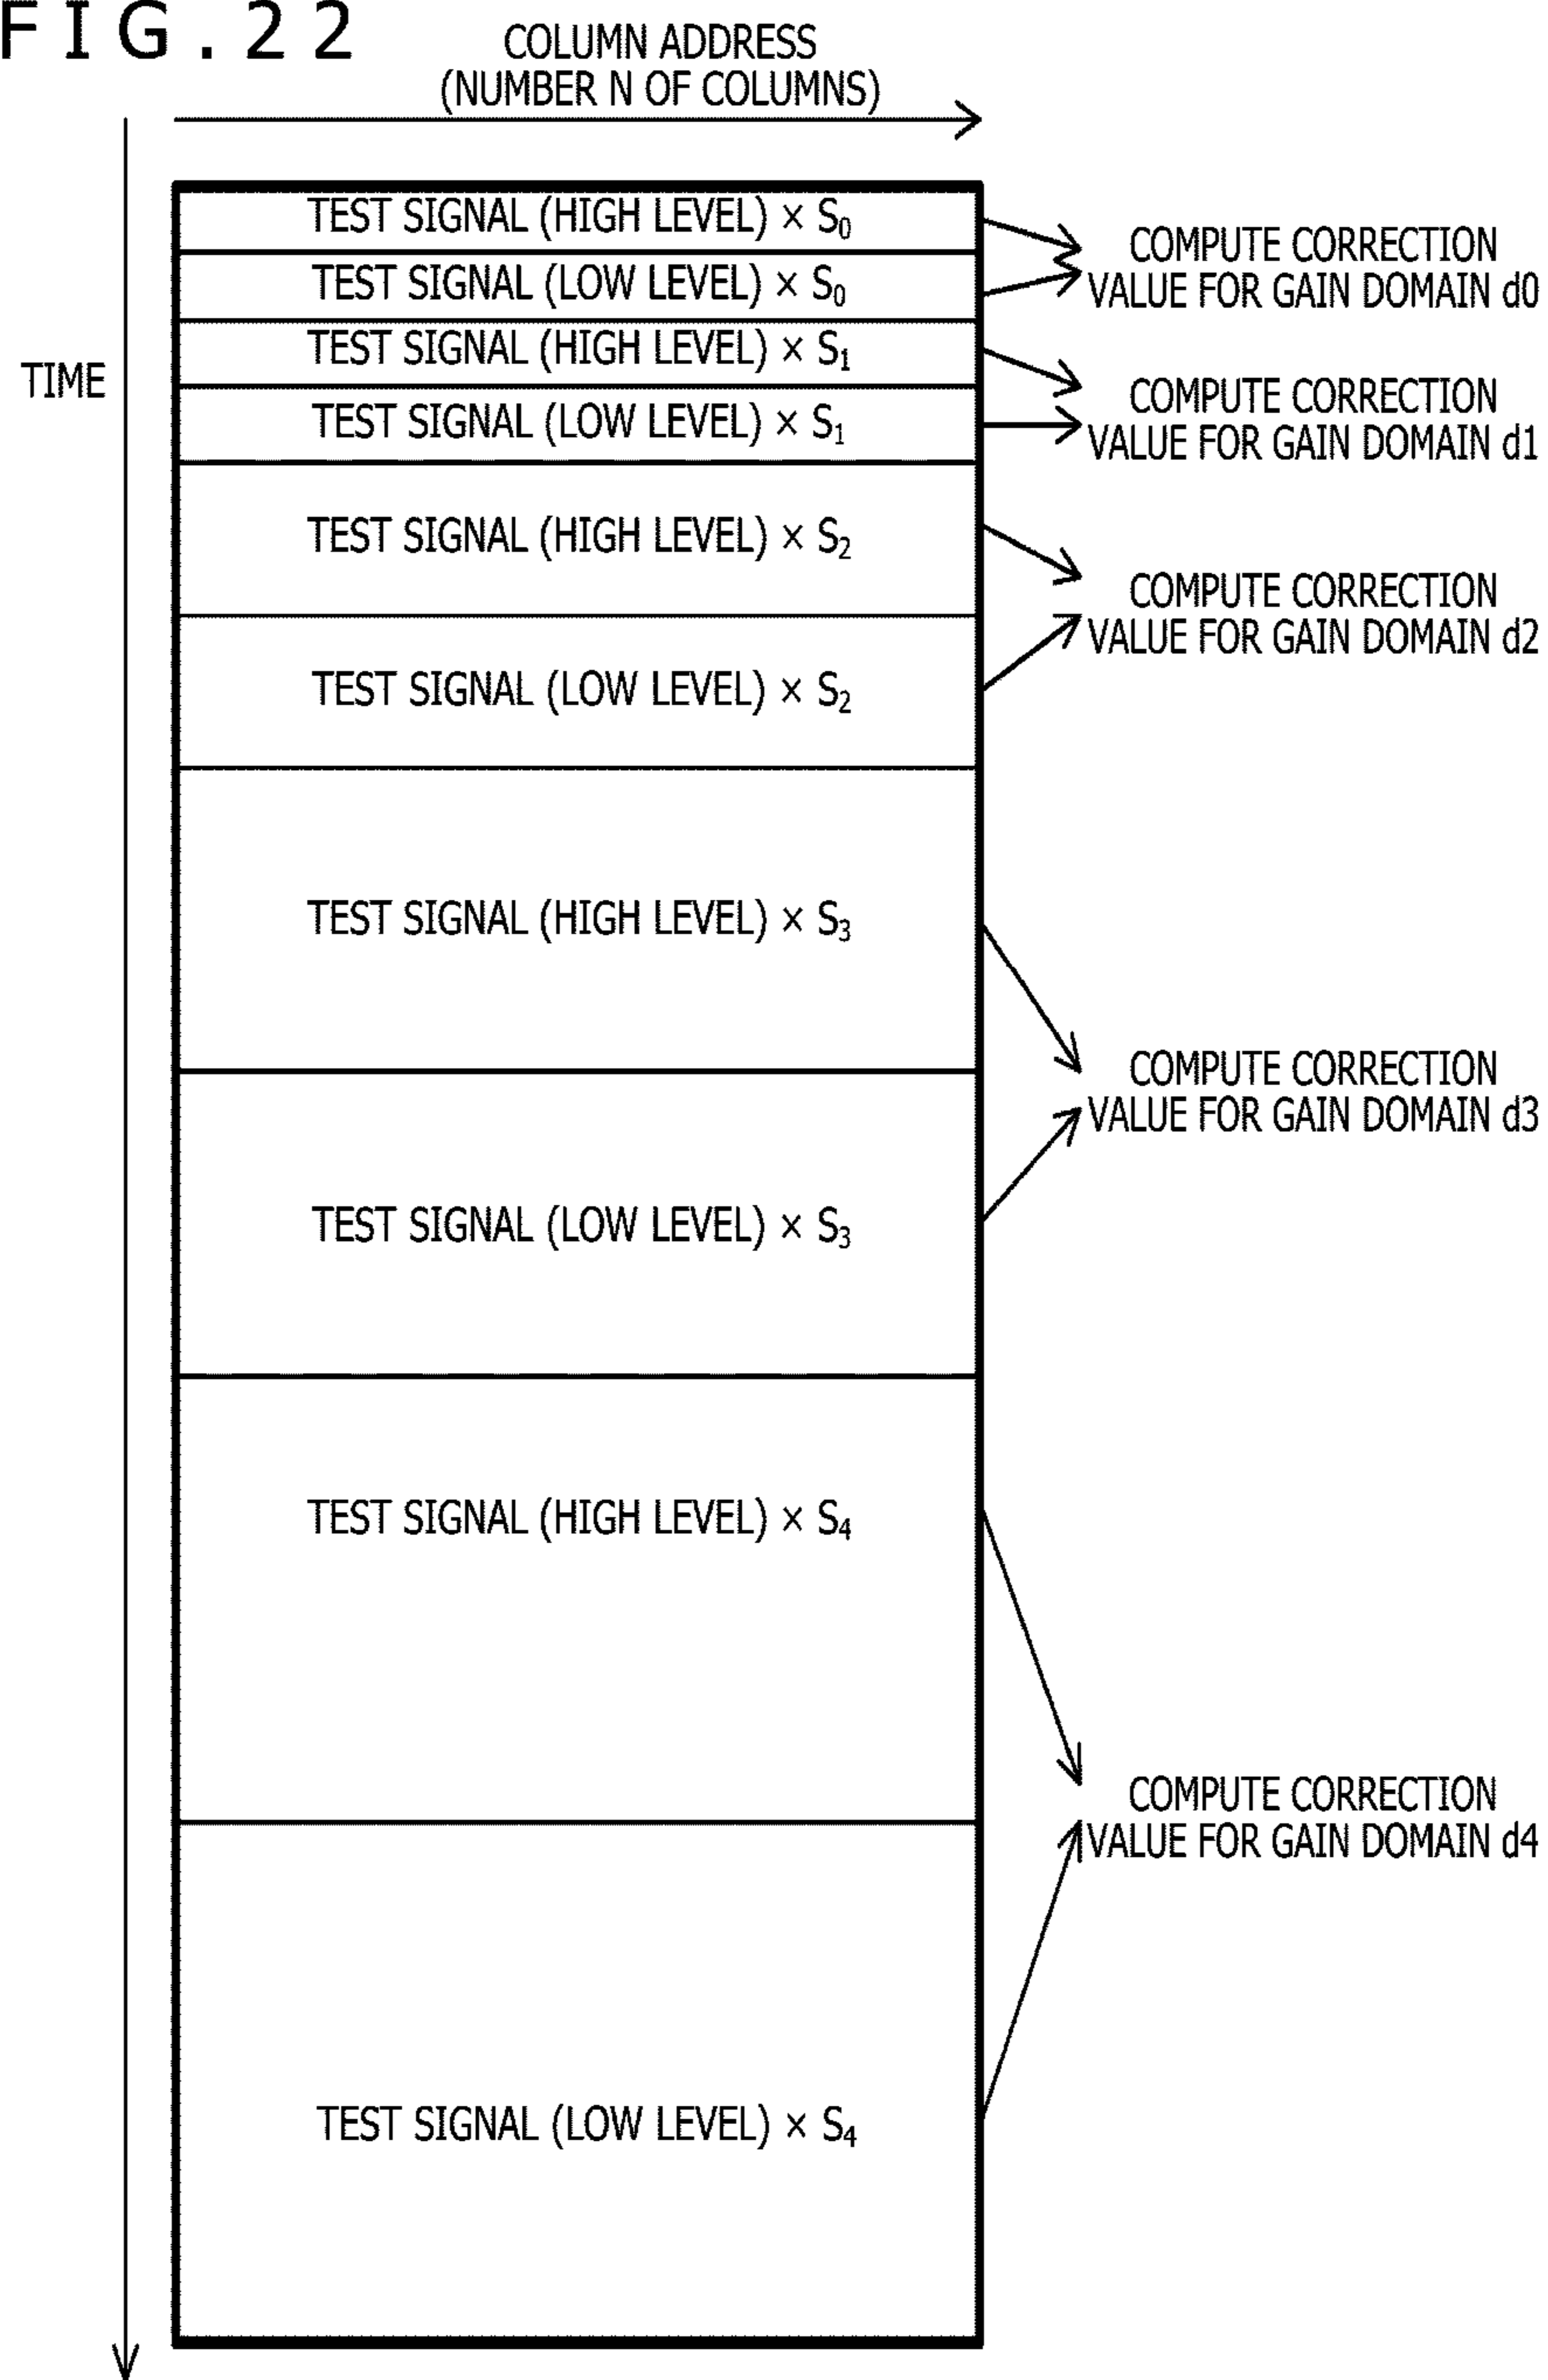 FIG.22
COLUMN ADDRESS
(NUMBER N OF COLUMNS)
TIME
TEST SIGNAL (HIGH LEVEL) × S0
TEST SIGNAL (LOW LEVEL) × S0
COMPUTE CORRECTION
VALUE FOR GAIN DOMAIN d0
TEST SIGNAL (HIGH LEVEL) × S1
TEST SIGNAL (LOW LEVEL) × S1
COMPUTE CORRECTION
VALUE FOR GAIN DOMAIN d1
TEST SIGNAL (HIGH LEVEL) × S2
TEST SIGNAL (LOW LEVEL) × S2
COMPUTE CORRECTION
VALUE FOR GAIN DOMAIN d2
TEST SIGNAL (HIGH LEVEL) × S3
TEST SIGNAL (LOW LEVEL) × S3
COMPUTE CORRECTION
VALUE FOR GAIN DOMAIN d3
TEST SIGNAL (HIGH LEVEL) × S4
TEST SIGNAL (LOW LEVEL) × S4
COMPUTE CORRECTION
VALUE FOR GAIN DOMAIN d4